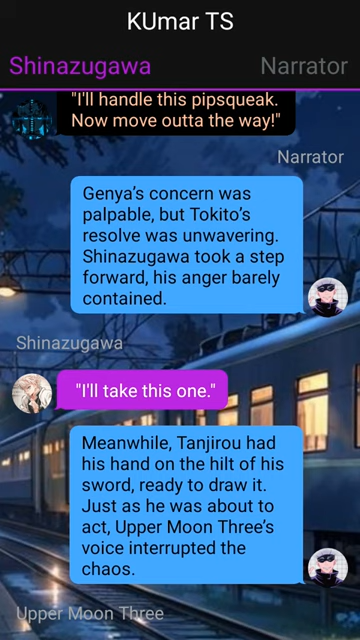 KUmar TS
Shinazugawa
Narrator
"I'll handle this pipsqueak.
Now move outta the way!"
Narrator
Genya's concern was
palpable, but Tokito's
resolve was unwavering.
Shinazugawa took a step
forward, his anger barely
contained.
Shinazugawa
"I'll take this one."
Meanwhile, Tanjirou had
his hand on the hilt of his
sword, ready to draw it.
Just as he was about to
act, Upper Moon Three's
voice interrupted the
chaos.
Upper Moon Three